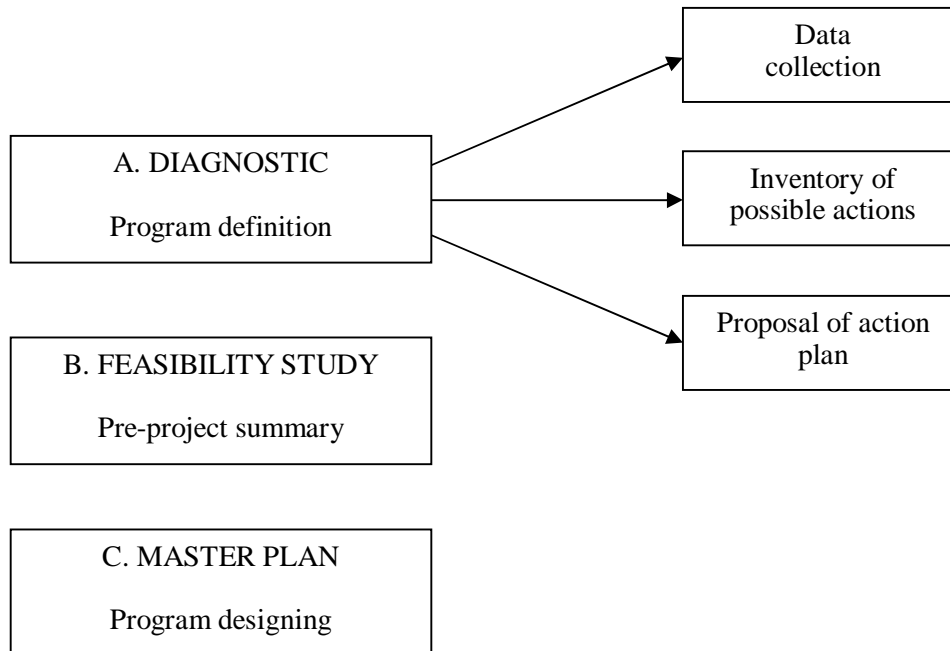 Data
collection
A. DIAGNOSTIC
Program definition
Inventory of
possible actions
Proposal of action
plan
B. FEASIBILITY STUDY
Pre-project summary
C. MASTER PLAN
Program designing